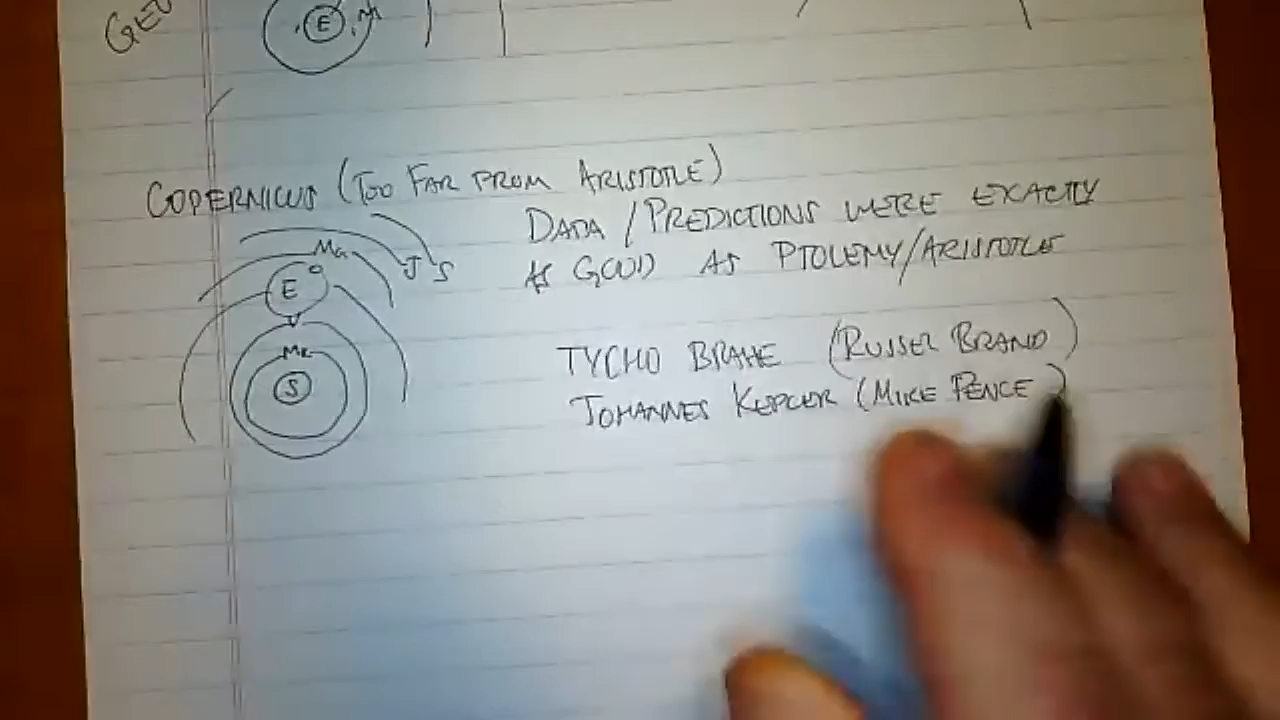 GEO
E M
COPERNICUS (TOO FAR FROM ARISTOTLE)
DATA / PREDICTIONS WERE EXACTLY
AS GOOD AS PTOLEMY/ARISTOTLE
Ma J S
E
V
Me
S
TYCHO BRAHE (RUSSEL BRAND)
JOHANNES KEPLER (MIKE PENCE)